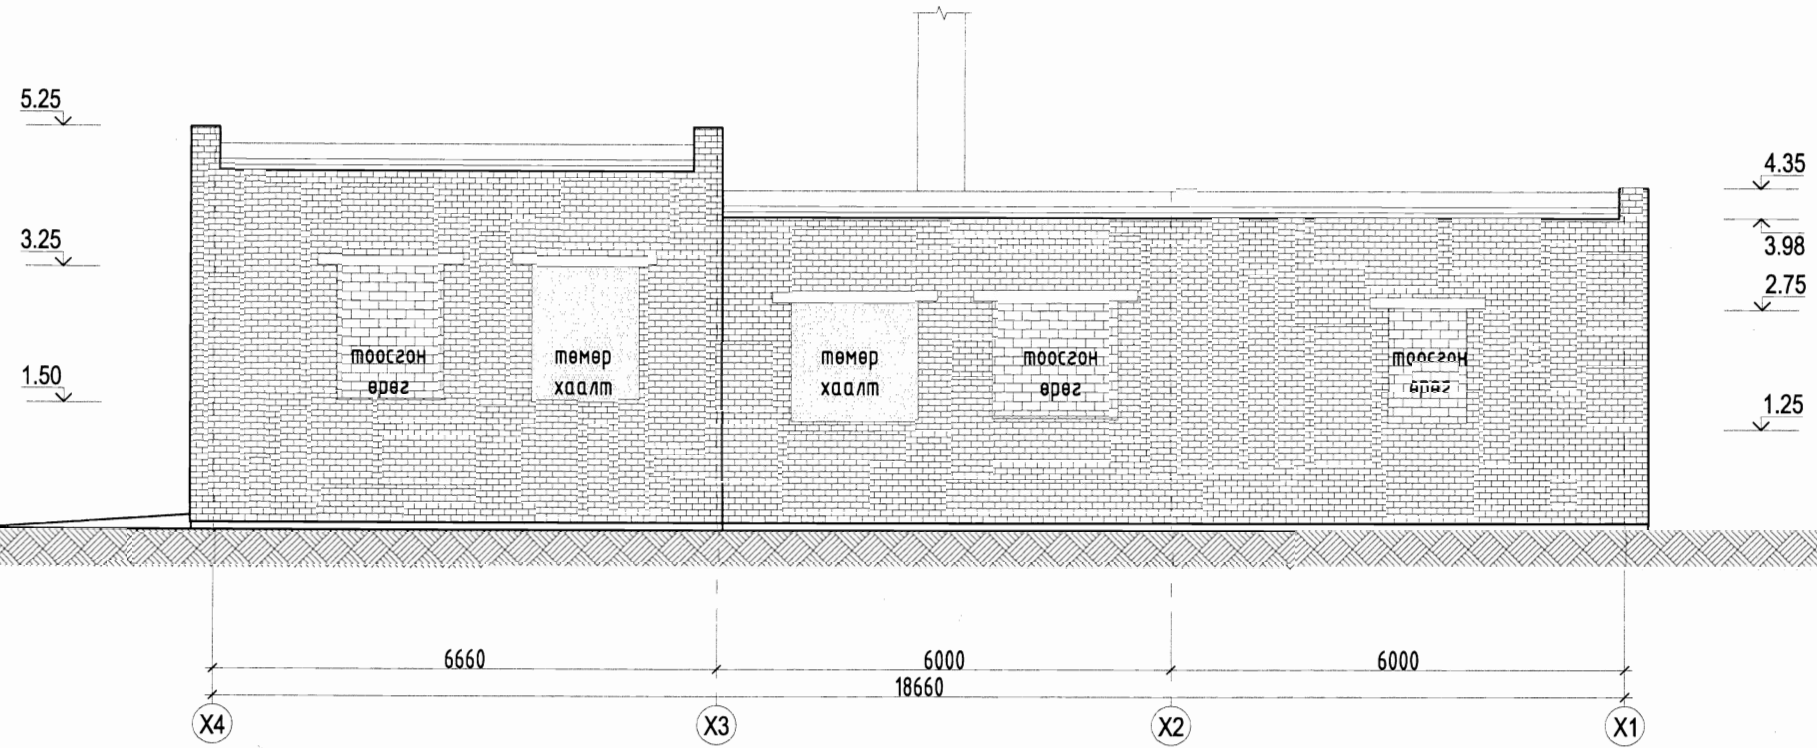 5.25
4.35
3.25
3.98
2.75
тоосгон
өрөг
төмөр
хаалт
төмөр
хаалт
тоосгон
өрөг
тоосгон
өрөг
1.50
1.25
6660
6000
6000
18660
X4
X3
X2
X1